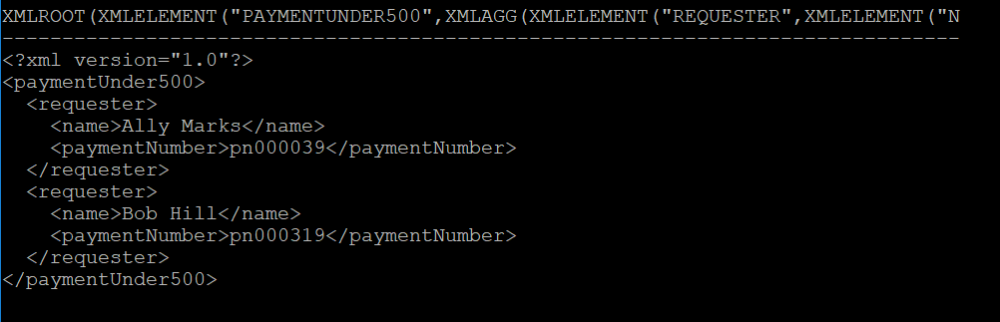 XMLROOT(XMLELEMENT("PAYMENTUNDER500",XMLAGG(XMLELEMENT("REQUESTER",XMLELEMENT("N
--------------------------------------------------------------------------------
<?xml version="1.0"?>
<paymentUnder500>
  <requester>
    <name>Ally Marks</name>
    <paymentNumber>pn000039</paymentNumber>
  </requester>
  <requester>
    <name>Bob Hill</name>
    <paymentNumber>pn000319</paymentNumber>
  </requester>
</paymentUnder500>